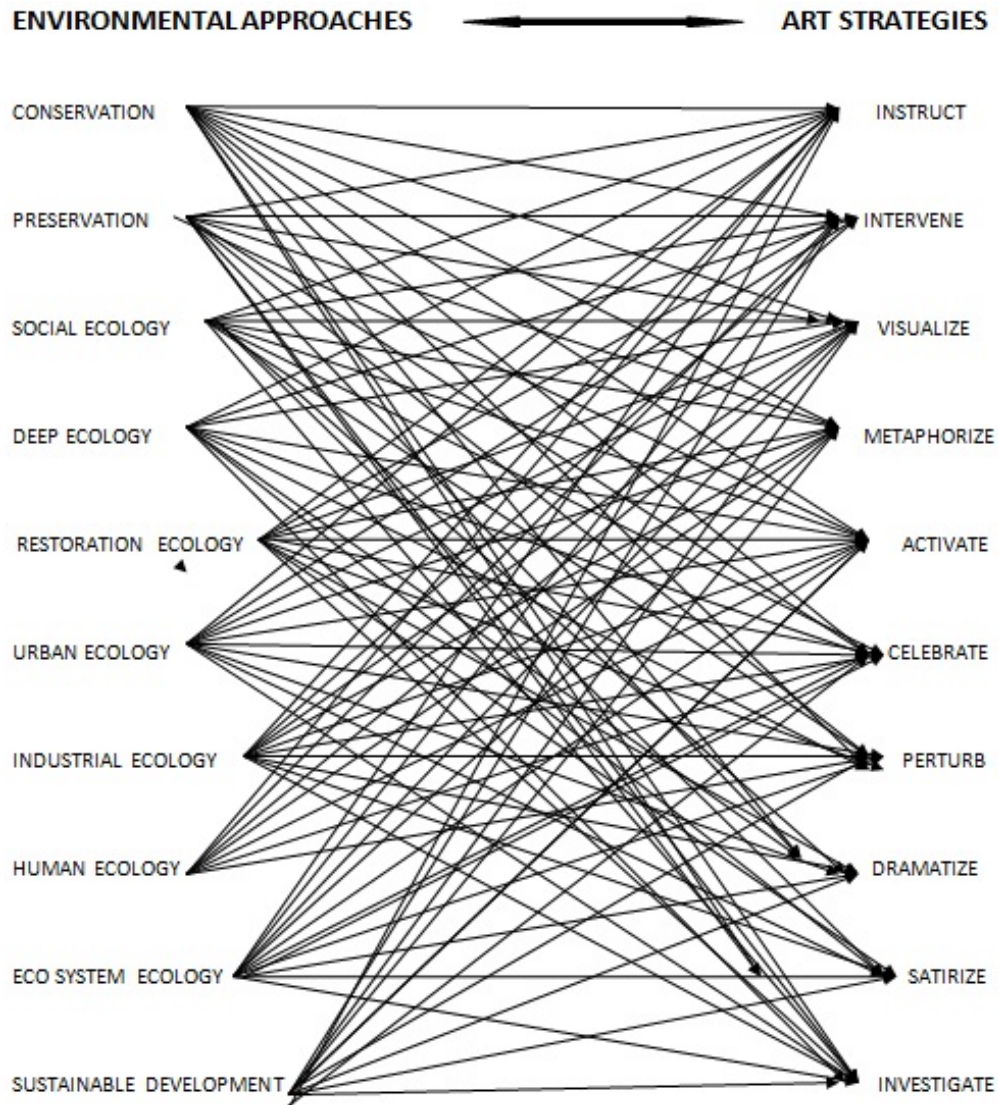 ENVIRONMENTAL APPROACHES ART STRATEGIES
CONSERVATION INSTRUCT
PRESERVATION INTERVENE
SOCIAL ECOLOGY VISUALIZE
DEEP ECOLOGY METAPHORIZE
RESTORATION ECOLOGY ACTIVATE
URBAN ECOLOGY CELEBRATE
INDUSTRIAL ECOLOGY PERTURB
HUMAN ECOLOGY DRAMATIZE
ECO SYSTEM ECOLOGY SATIRIZE
SUSTAINABLE DEVELOPMENT INVESTIGATE